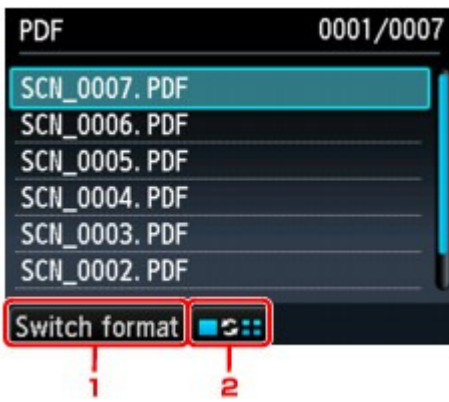 PDF 0001/0007
SCN_0007.PDF
SCN_0006.PDF
SCN_0005.PDF
SCN_0004.PDF
SCN_0003.PDF
SCN_0002.PDF
Switch format
1 2